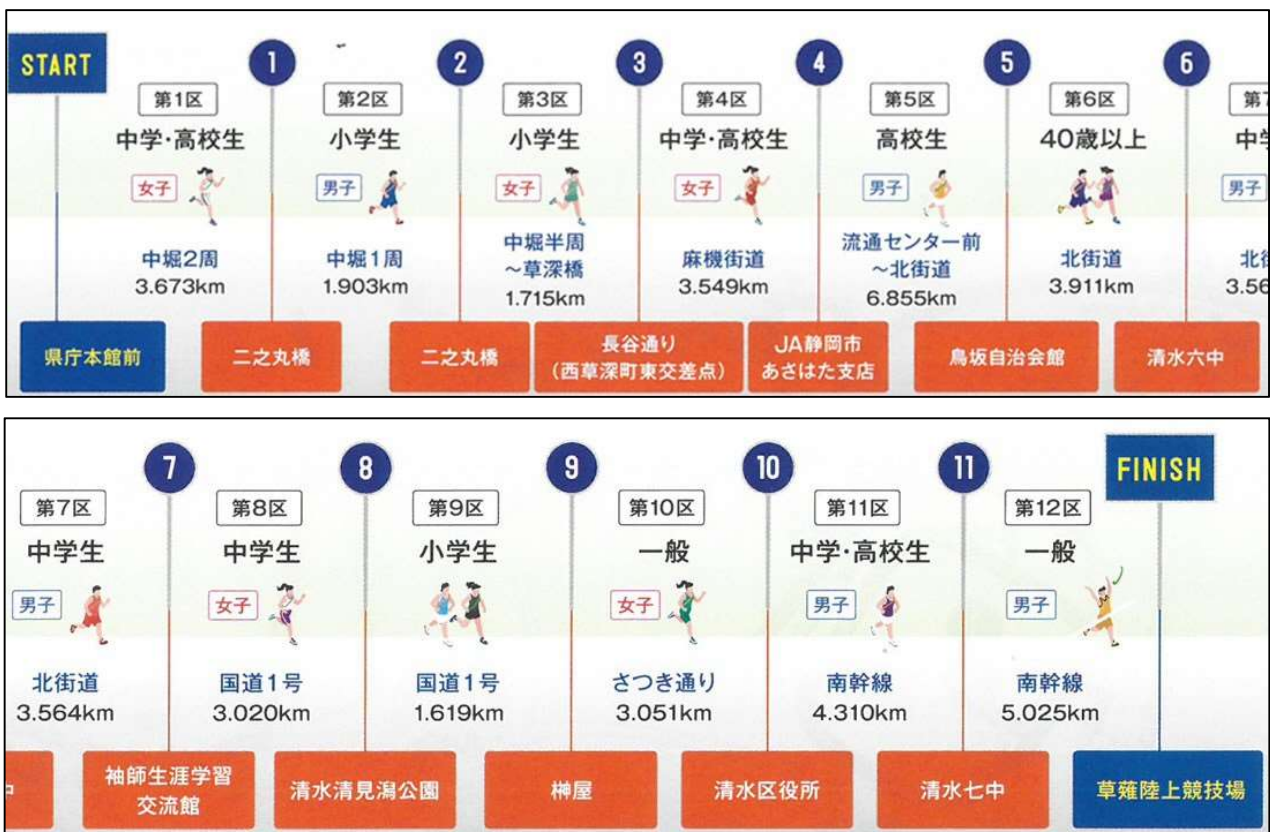 START
1
2
3
4
5
6
第1区
第2区
第3区
第4区
第5区
第6区
中学・高校生
小学生
小学生
中学・高校生
高校生
40歳以上
女子
男子
女子
女子
男子
男子
中堀2周
3.673km
中堀1周
1.903km
中堀半周
～草深橋
1.715km
麻機街道
3.549km
流通センター前
～北街道
6.855km
北街道
3.911km
3.56
県庁本館前
二之丸橋
二之丸橋
長谷通り
(西草深町東交差点)
JA静岡市
あさはた支店
鳥坂自治会館
清水六中
7
8
9
10
11
FINISH
第7区
第8区
第9区
第10区
第11区
第12区
中学生
中学生
小学生
一般
中学・高校生
一般
男子
女子
女子
男子
男子
北街道
3.564km
国道1号
3.020km
国道1号
1.619km
さつき通り
3.051km
南幹線
4.310km
南幹線
5.025km
中
袖師生涯学習
交流館
清水清見潟公園
榊屋
清水区役所
清水七中
草薙陸上競技場